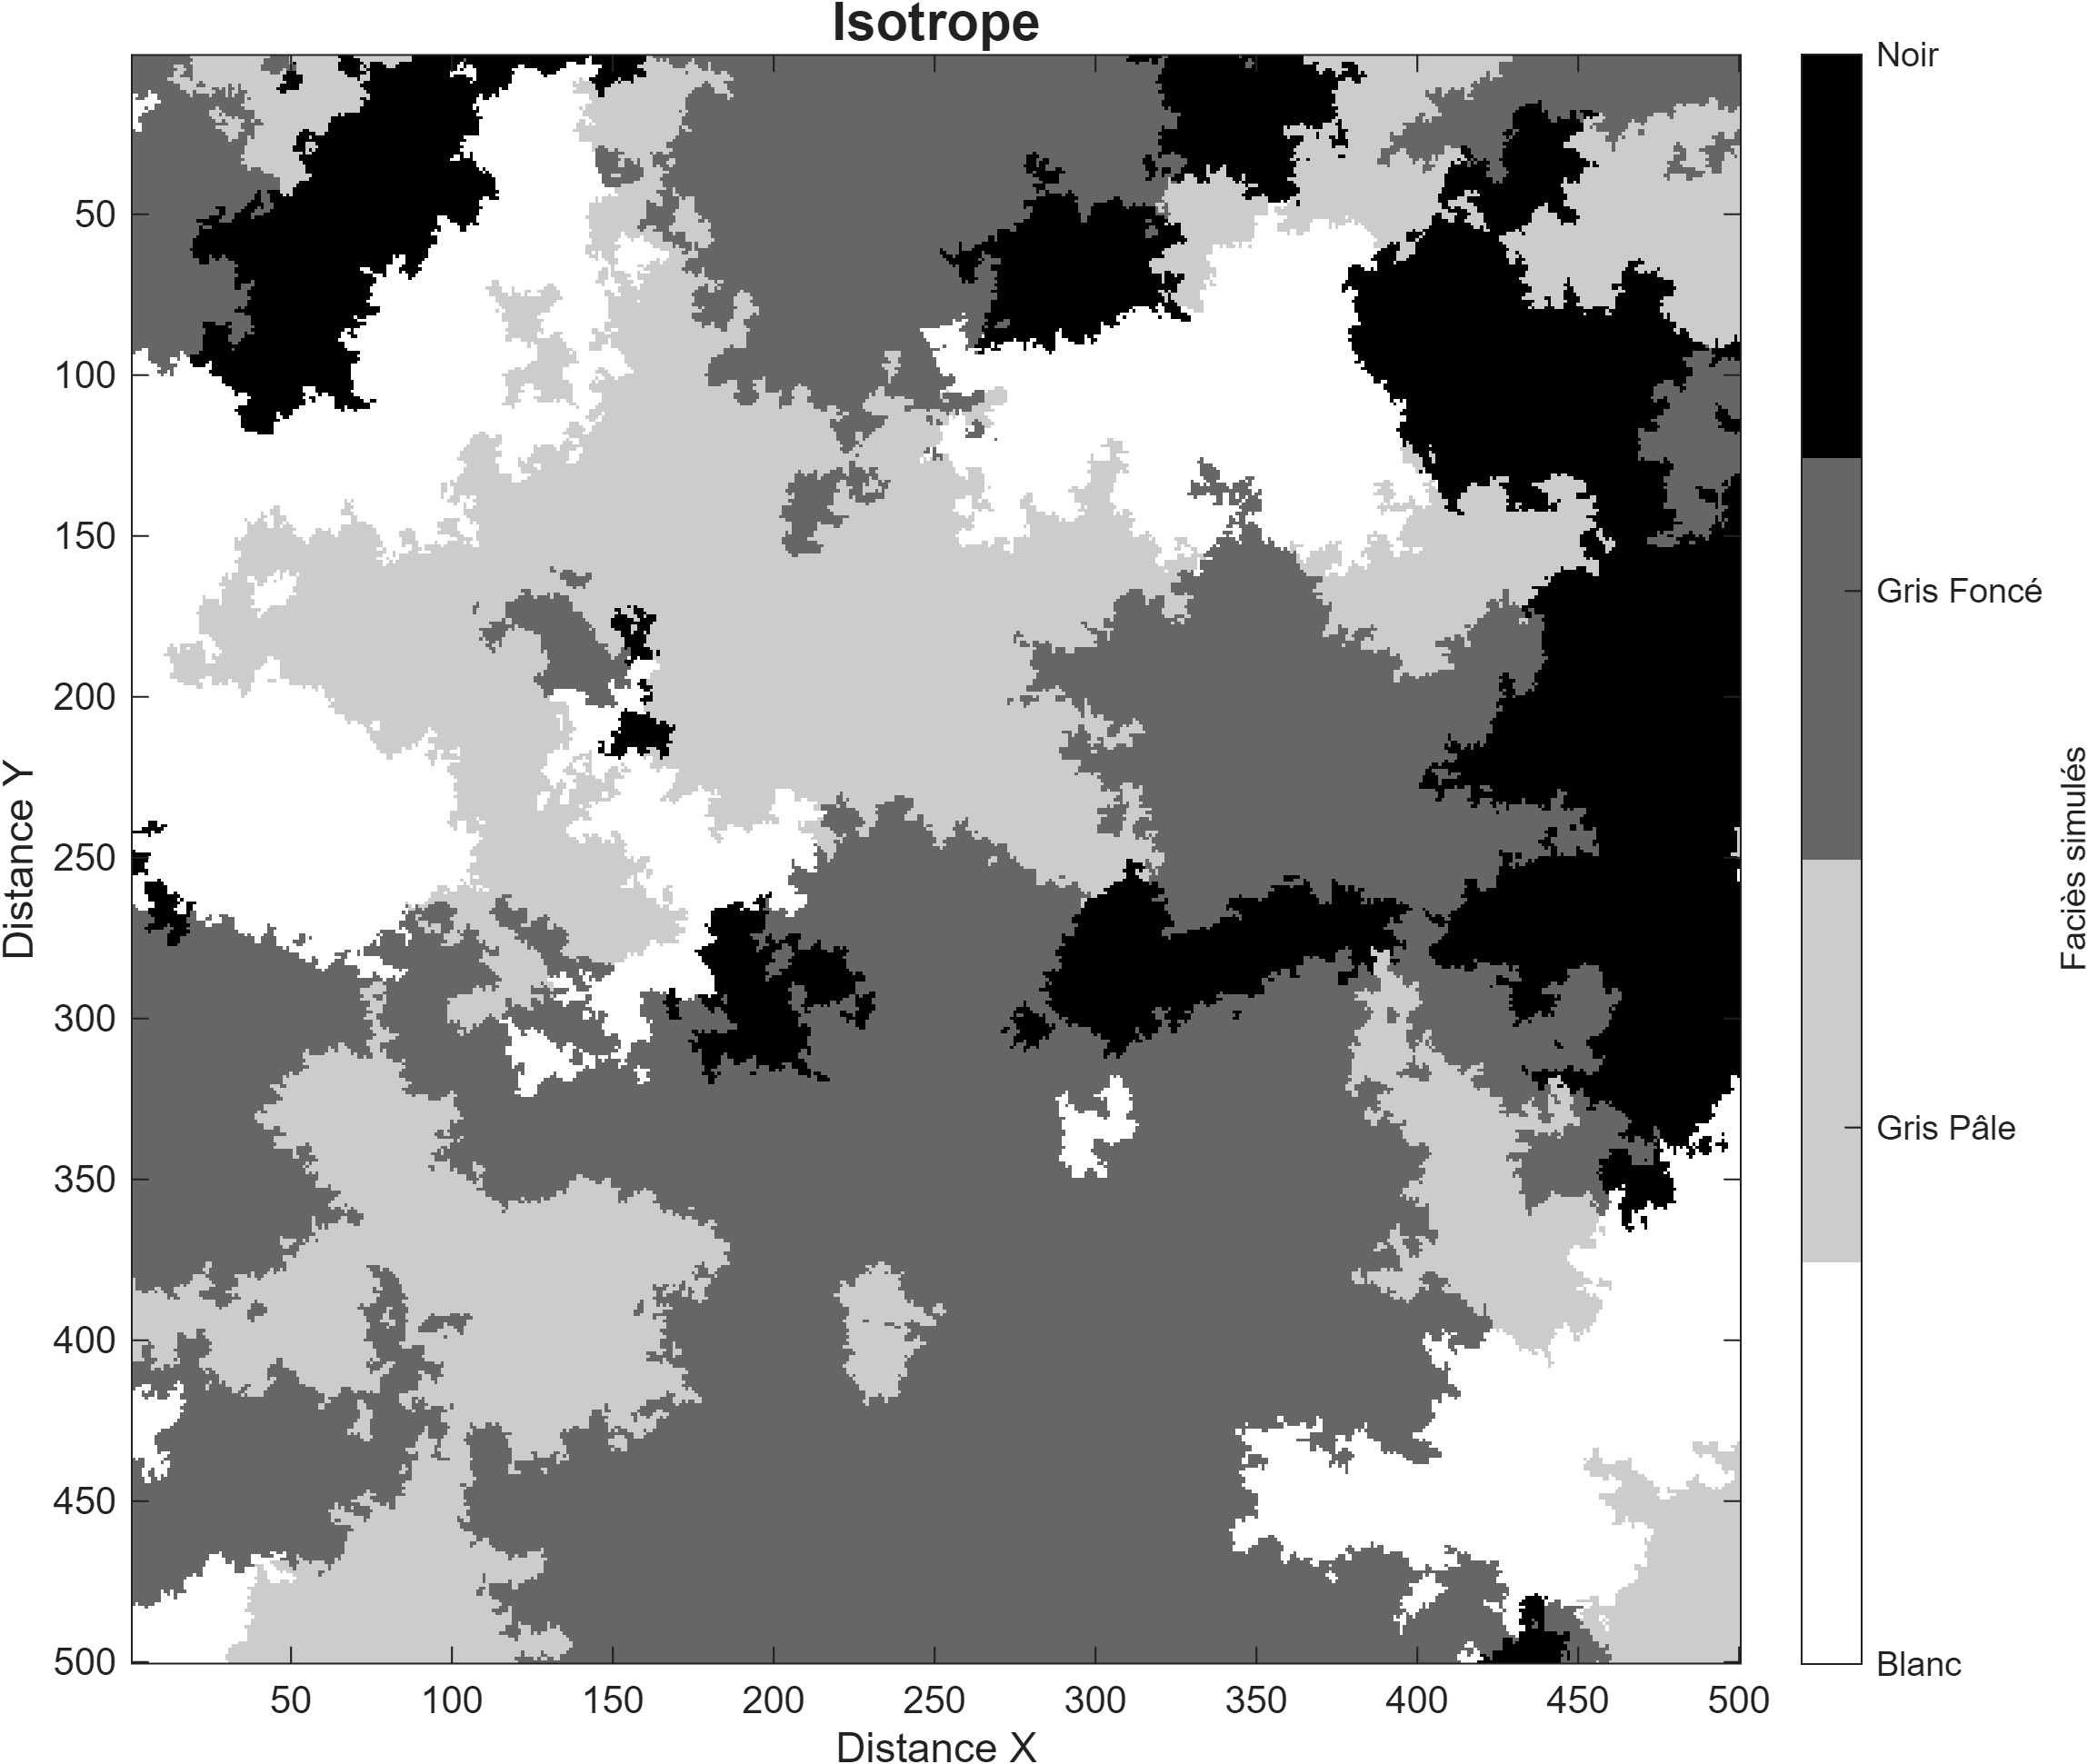 Isotrope
Noir
Gris Foncé
Gris Pâle
Blanc
Faciès simulés
Distance Y
50
100
150
200
250
300
350
400
450
500
50 100 150 200 250 300 350 400 450 500
Distance X